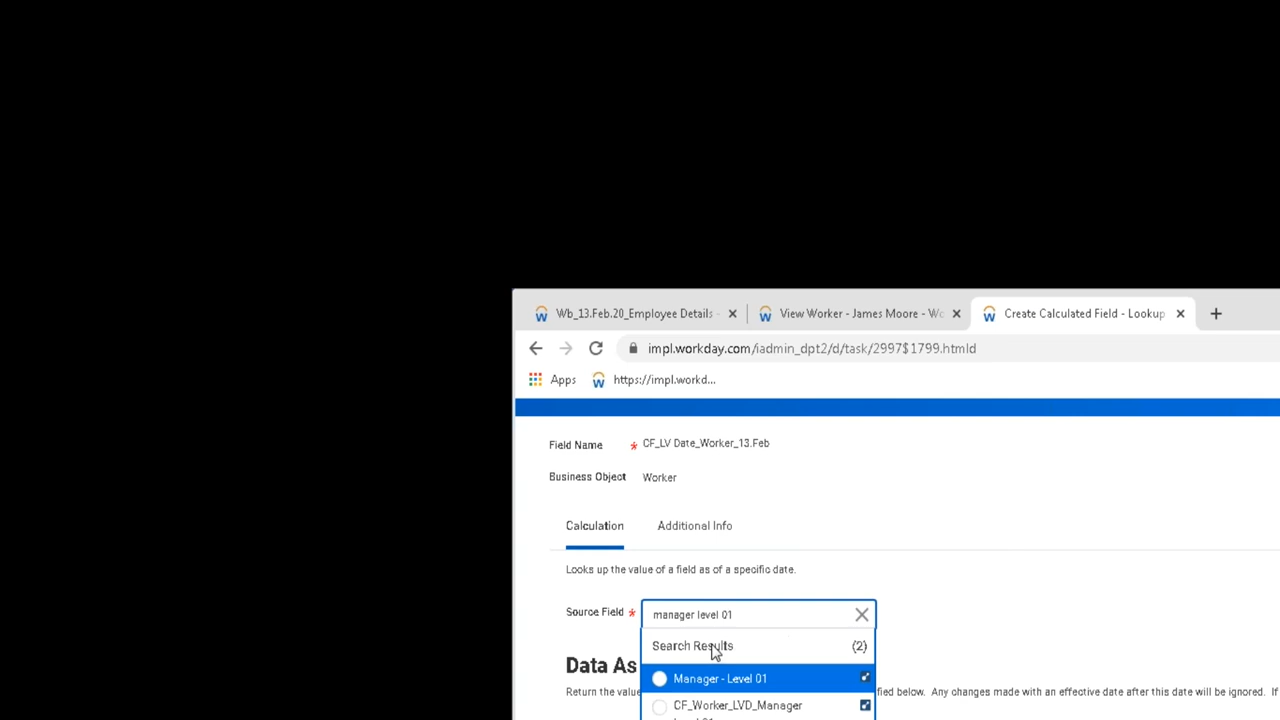 Wb_13.Feb.20_Employee Details -
View Worker - James Moore - Wo
Create Calculated Field - Lookup
impl.workday.com/iadmin_dpt2/d/task/2997$1799.htmld
Apps
https://impl.workd...
Field Name * CF_LV Date_Worker_13.Feb
Business Object Worker
Calculation Additional Info
Looks up the value of a field as of a specific date.
Source Field * manager level 01
Search Results (2)
Data As
Manager - Level 01
Return the value fied below. Any changes made with an effective date after this date will be ignored. If
CF_Worker_LVD_Manager